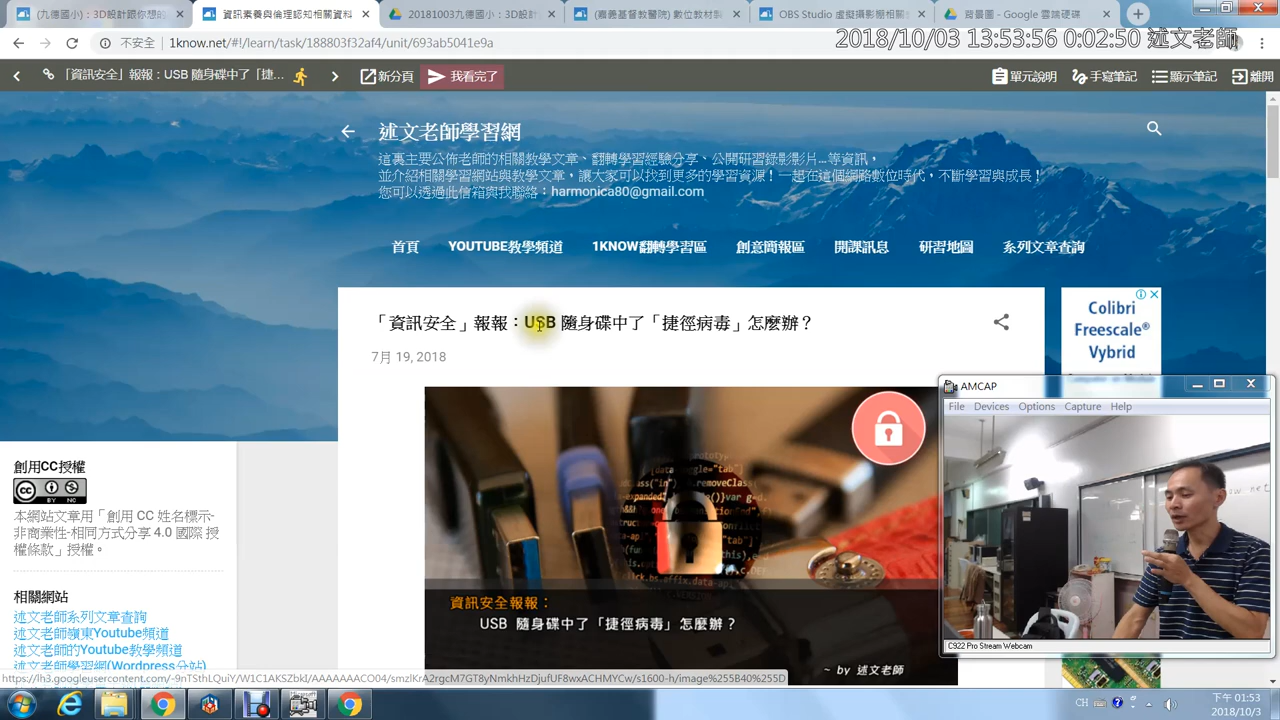 (九德國小)：3D設計跟你想的
資訊素養與倫理認知相關資料
20181003九德國小：3D設計
(嘉義基督教醫院) 數位教材製
OBS Studio 虛擬攝影棚相關
背景圖 - Google 雲端硬碟
不安全
1know.net/#!/learn/task/188803f32af4/unit/693ab5041e9a
2018/10/03 13:53:56 0:02:50 述文老師
「資訊安全」報報：USB 隨身碟中了「捷...
新分頁
我看完了
單元說明
手寫筆記
顯示筆記
離開
述文老師學習網
這裏主要公佈老師的相關教學文章、翻轉學習經驗分享、公開研習錄影影片...等資訊，
並介紹相關學習網站與教學文章，讓大家可以找到更多的學習資源！一起在這個網路數位時代，不斷學習與成長！
您可以透過此信箱與我聯絡：harmonica80@gmail.com
首頁
YOUTUBE教學頻道
1KNOW翻轉學習區
創意簡報區
開課訊息
研習地圖
系列文章查詢
「資訊安全」報報：USB 隨身碟中了「捷徑病毒」怎麼辦？
7月 19, 2018
Colibri
Freescale®
Vybrid
AMCAP
File Devices Options Capture Help
C922 Pro Stream Webcam
prototyp
data-toggle="tab"]
removeClass(
資訊安全報報：
USB 隨身碟中了「捷徑病毒」怎麼辦？
~ by 述文老師
創用CC授權
cc BY NC
本網站文章用「創用 CC 姓名標示-
非商業性-相同方式分享 4.0 國際 授
權條款」授權。
相關網站
述文老師系列文章查詢
述文老師嶺東Youtube頻道
述文老師的Youtube教學頻道
述文老師學習網(Wordpress分站)
CH
下午 01:53
2018/10/3